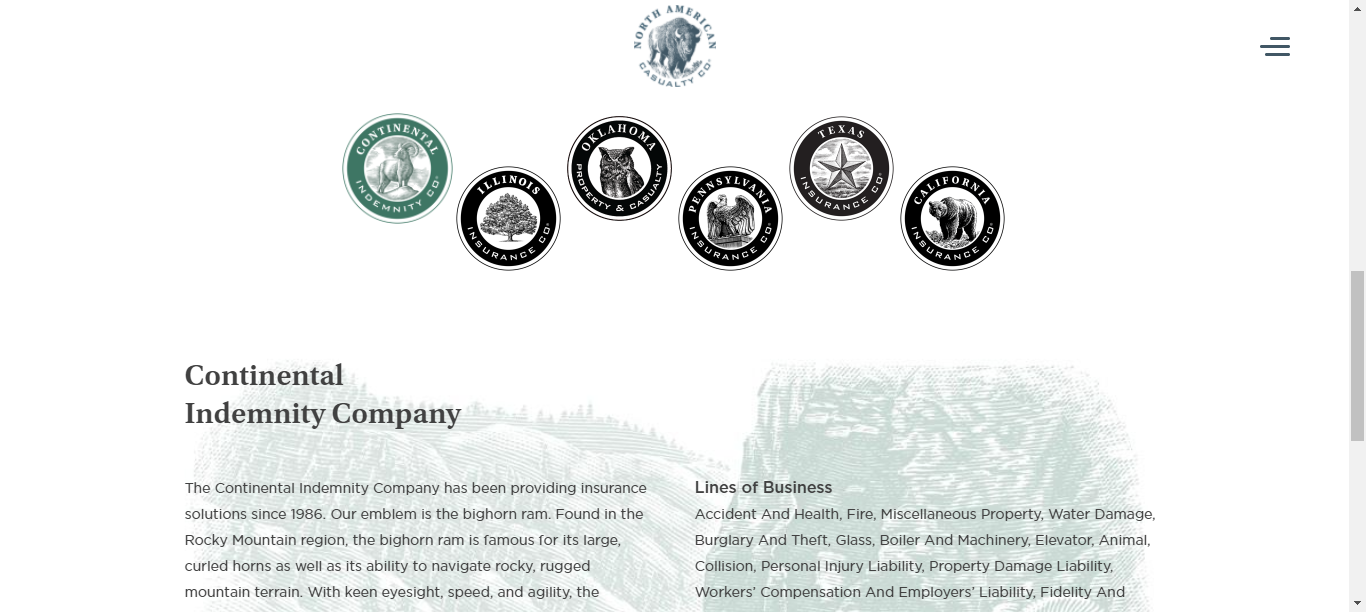 NORTH AMERICAN
CASUALTY CO.
CONTINENTAL
INDEMNITY CO.
ILLINOIS
INSURANCE CO.
OKLAHOMA
PROPERTY & CASUALTY
PENNSYLVANIA
INSURANCE CO.
TEXAS
INSURANCE CO.
CALIFORNIA
INSURANCE CO.
Continental
Indemnity Company
The Continental Indemnity Company has been providing insurance
solutions since 1986. Our emblem is the bighorn ram. Found in the
Rocky Mountain region, the bighorn ram is famous for its large,
curled horns as well as its ability to navigate rocky, rugged
mountain terrain. With keen eyesight, speed, and agility, the
Lines of Business
Accident And Health, Fire, Miscellaneous Property, Water Damage,
Burglary And Theft, Glass, Boiler And Machinery, Elevator, Animal,
Collision, Personal Injury Liability, Property Damage Liability,
Workers' Compensation And Employers' Liability, Fidelity And